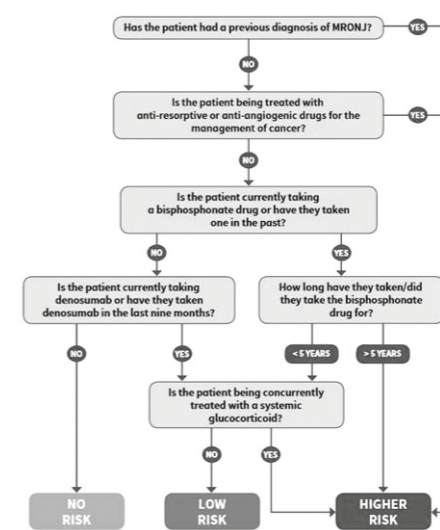 Has the patient had a previous diagnosis of MRONJ?
YES
NO
Is the patient being treated with
anti-resorptive or anti-angiogenic drugs for the
management of cancer?
YES
NO
Is the patient currently taking
a bisphosphonate drug or have they taken
one in the past?
NO
YES
Is the patient currently taking
denosumab or have they taken
denosumab in the last nine months?
How long have they taken/did
they take the bisphosphonate
drug for?
NO
YES
< 5 YEARS
> 5 YEARS
Is the patient being concurrently
treated with a systemic
glucocorticoid?
NO
YES
NO
RISK
LOW
RISK
HIGHER
RISK